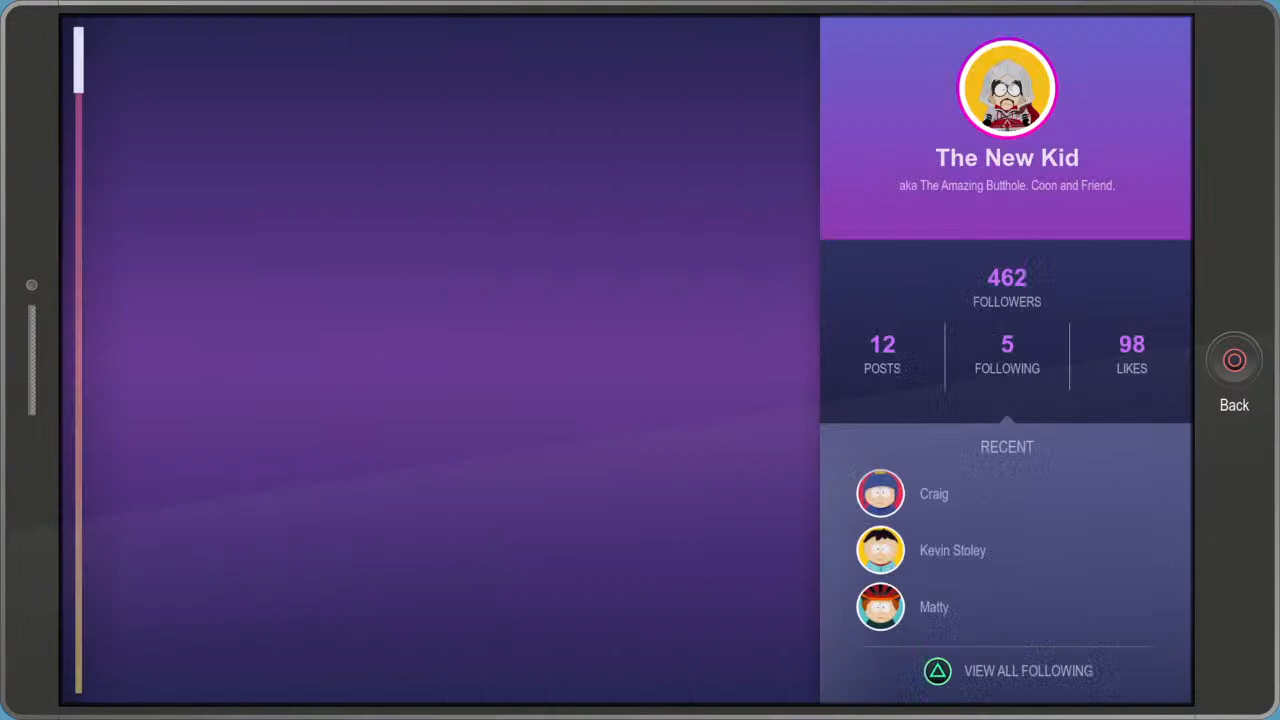 The New Kid
aka The Amazing Butthole. Coon and Friend.
462
FOLLOWERS
12
POSTS
5
FOLLOWING
98
LIKES
Back
RECENT
Craig
Kevin Stoley
Matty
VIEW ALL FOLLOWING